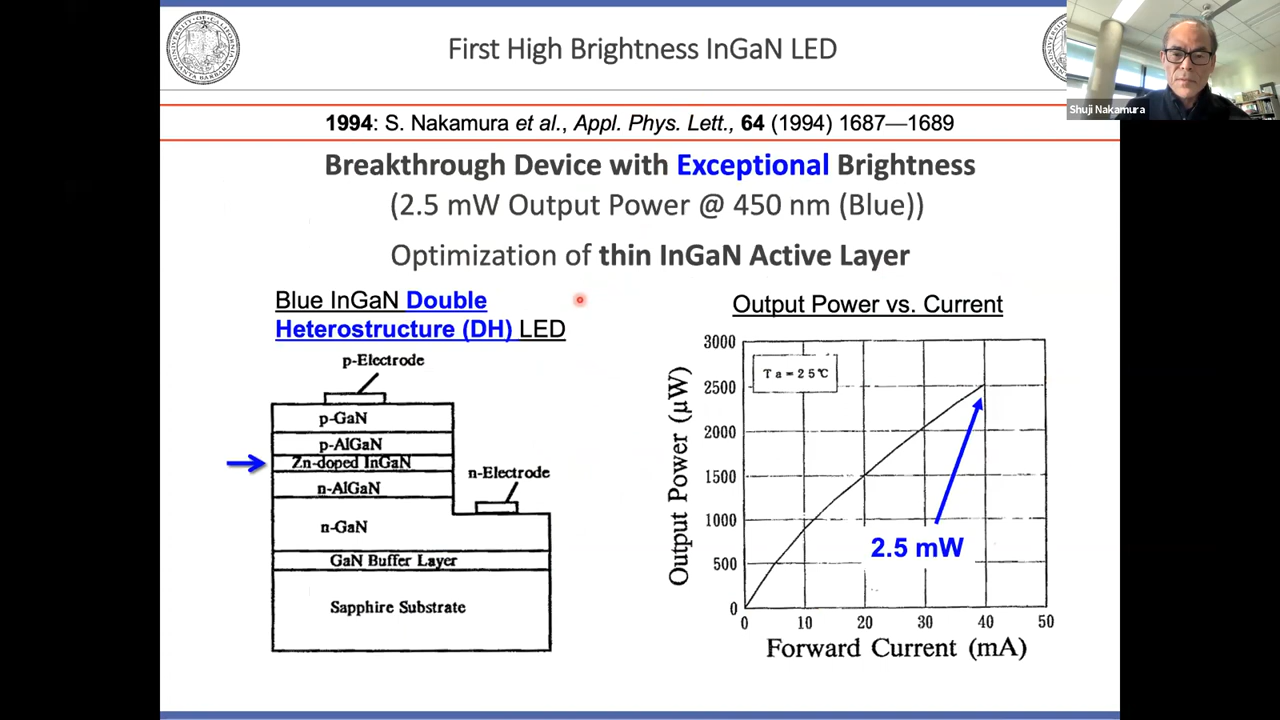 First High Brightness InGaN LED
Shuji Nakamura
1994: S. Nakamura et al., Appl. Phys. Lett., 64 (1994) 1687—1689
Breakthrough Device with Exceptional Brightness
(2.5 mW Output Power @ 450 nm (Blue))
Optimization of thin InGaN Active Layer
Blue InGaN Double
Heterostructure (DH) LED
p-Electrode
p-GaN
p-AlGaN
Zn-doped InGaN
n-Electrode
n-AlGaN
n-GaN
GaN Buffer Layer
Sapphire Substrate
Output Power vs. Current
Output Power (μW)
3000
2500
2000
1500
1000
500
0
Ta=25℃
2.5 mW
0 10 20 30 40 50
Forward Current (mA)